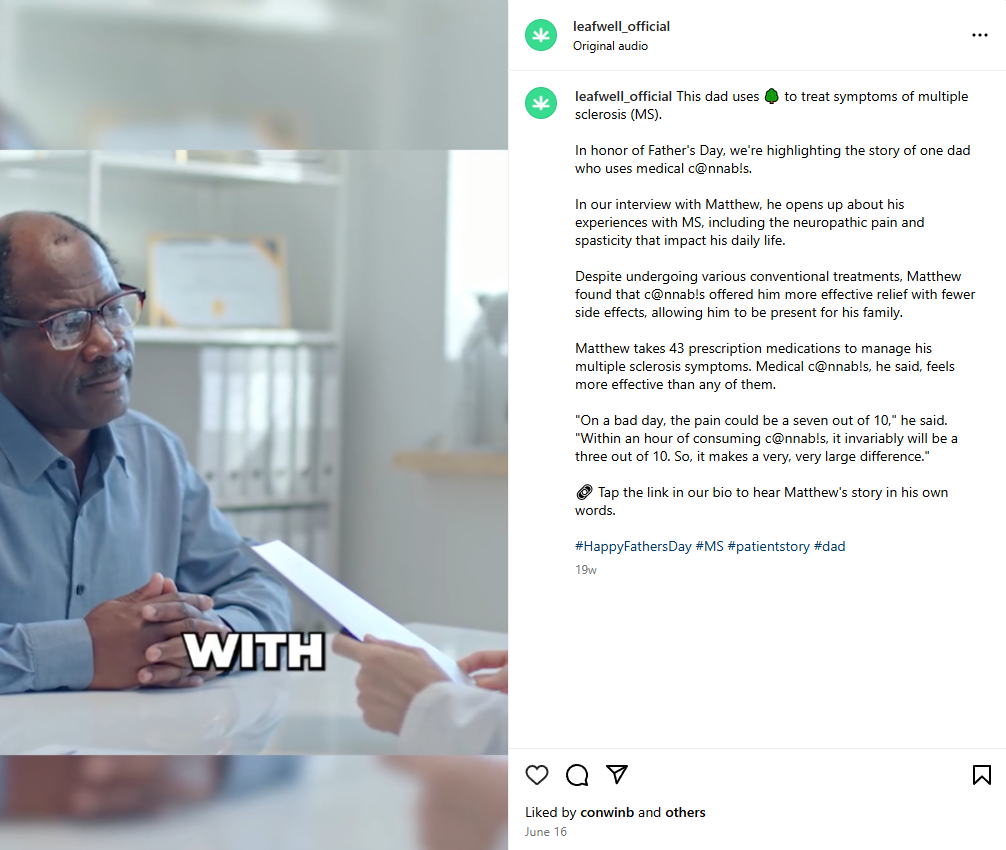 leafwell_official
Original audio
leafwell_official This dad uses 🌳 to treat symptoms of multiple
sclerosis (MS).
In honor of Father's Day, we're highlighting the story of one dad
who uses medical c@nnab!s.
In our interview with Matthew, he opens up about his
experiences with MS, including the neuropathic pain and
spasticity that impact his daily life.
Despite undergoing various conventional treatments, Matthew
found that c@nnab!s offered him more effective relief with fewer
side effects, allowing him to be present for his family.
Matthew takes 43 prescription medications to manage his
multiple sclerosis symptoms. Medical c@nnab!s, he said, feels
more effective than any of them.
"On a bad day, the pain could be a seven out of 10," he said.
"Within an hour of consuming c@nnab!s, it invariably will be a
three out of 10. So, it makes a very, very large difference."
🔗 Tap the link in our bio to hear Matthew's story in his own
words.
#HappyFathersDay #MS #patientstory #dad
19w
WITH
Liked by conwinb and others
June 16